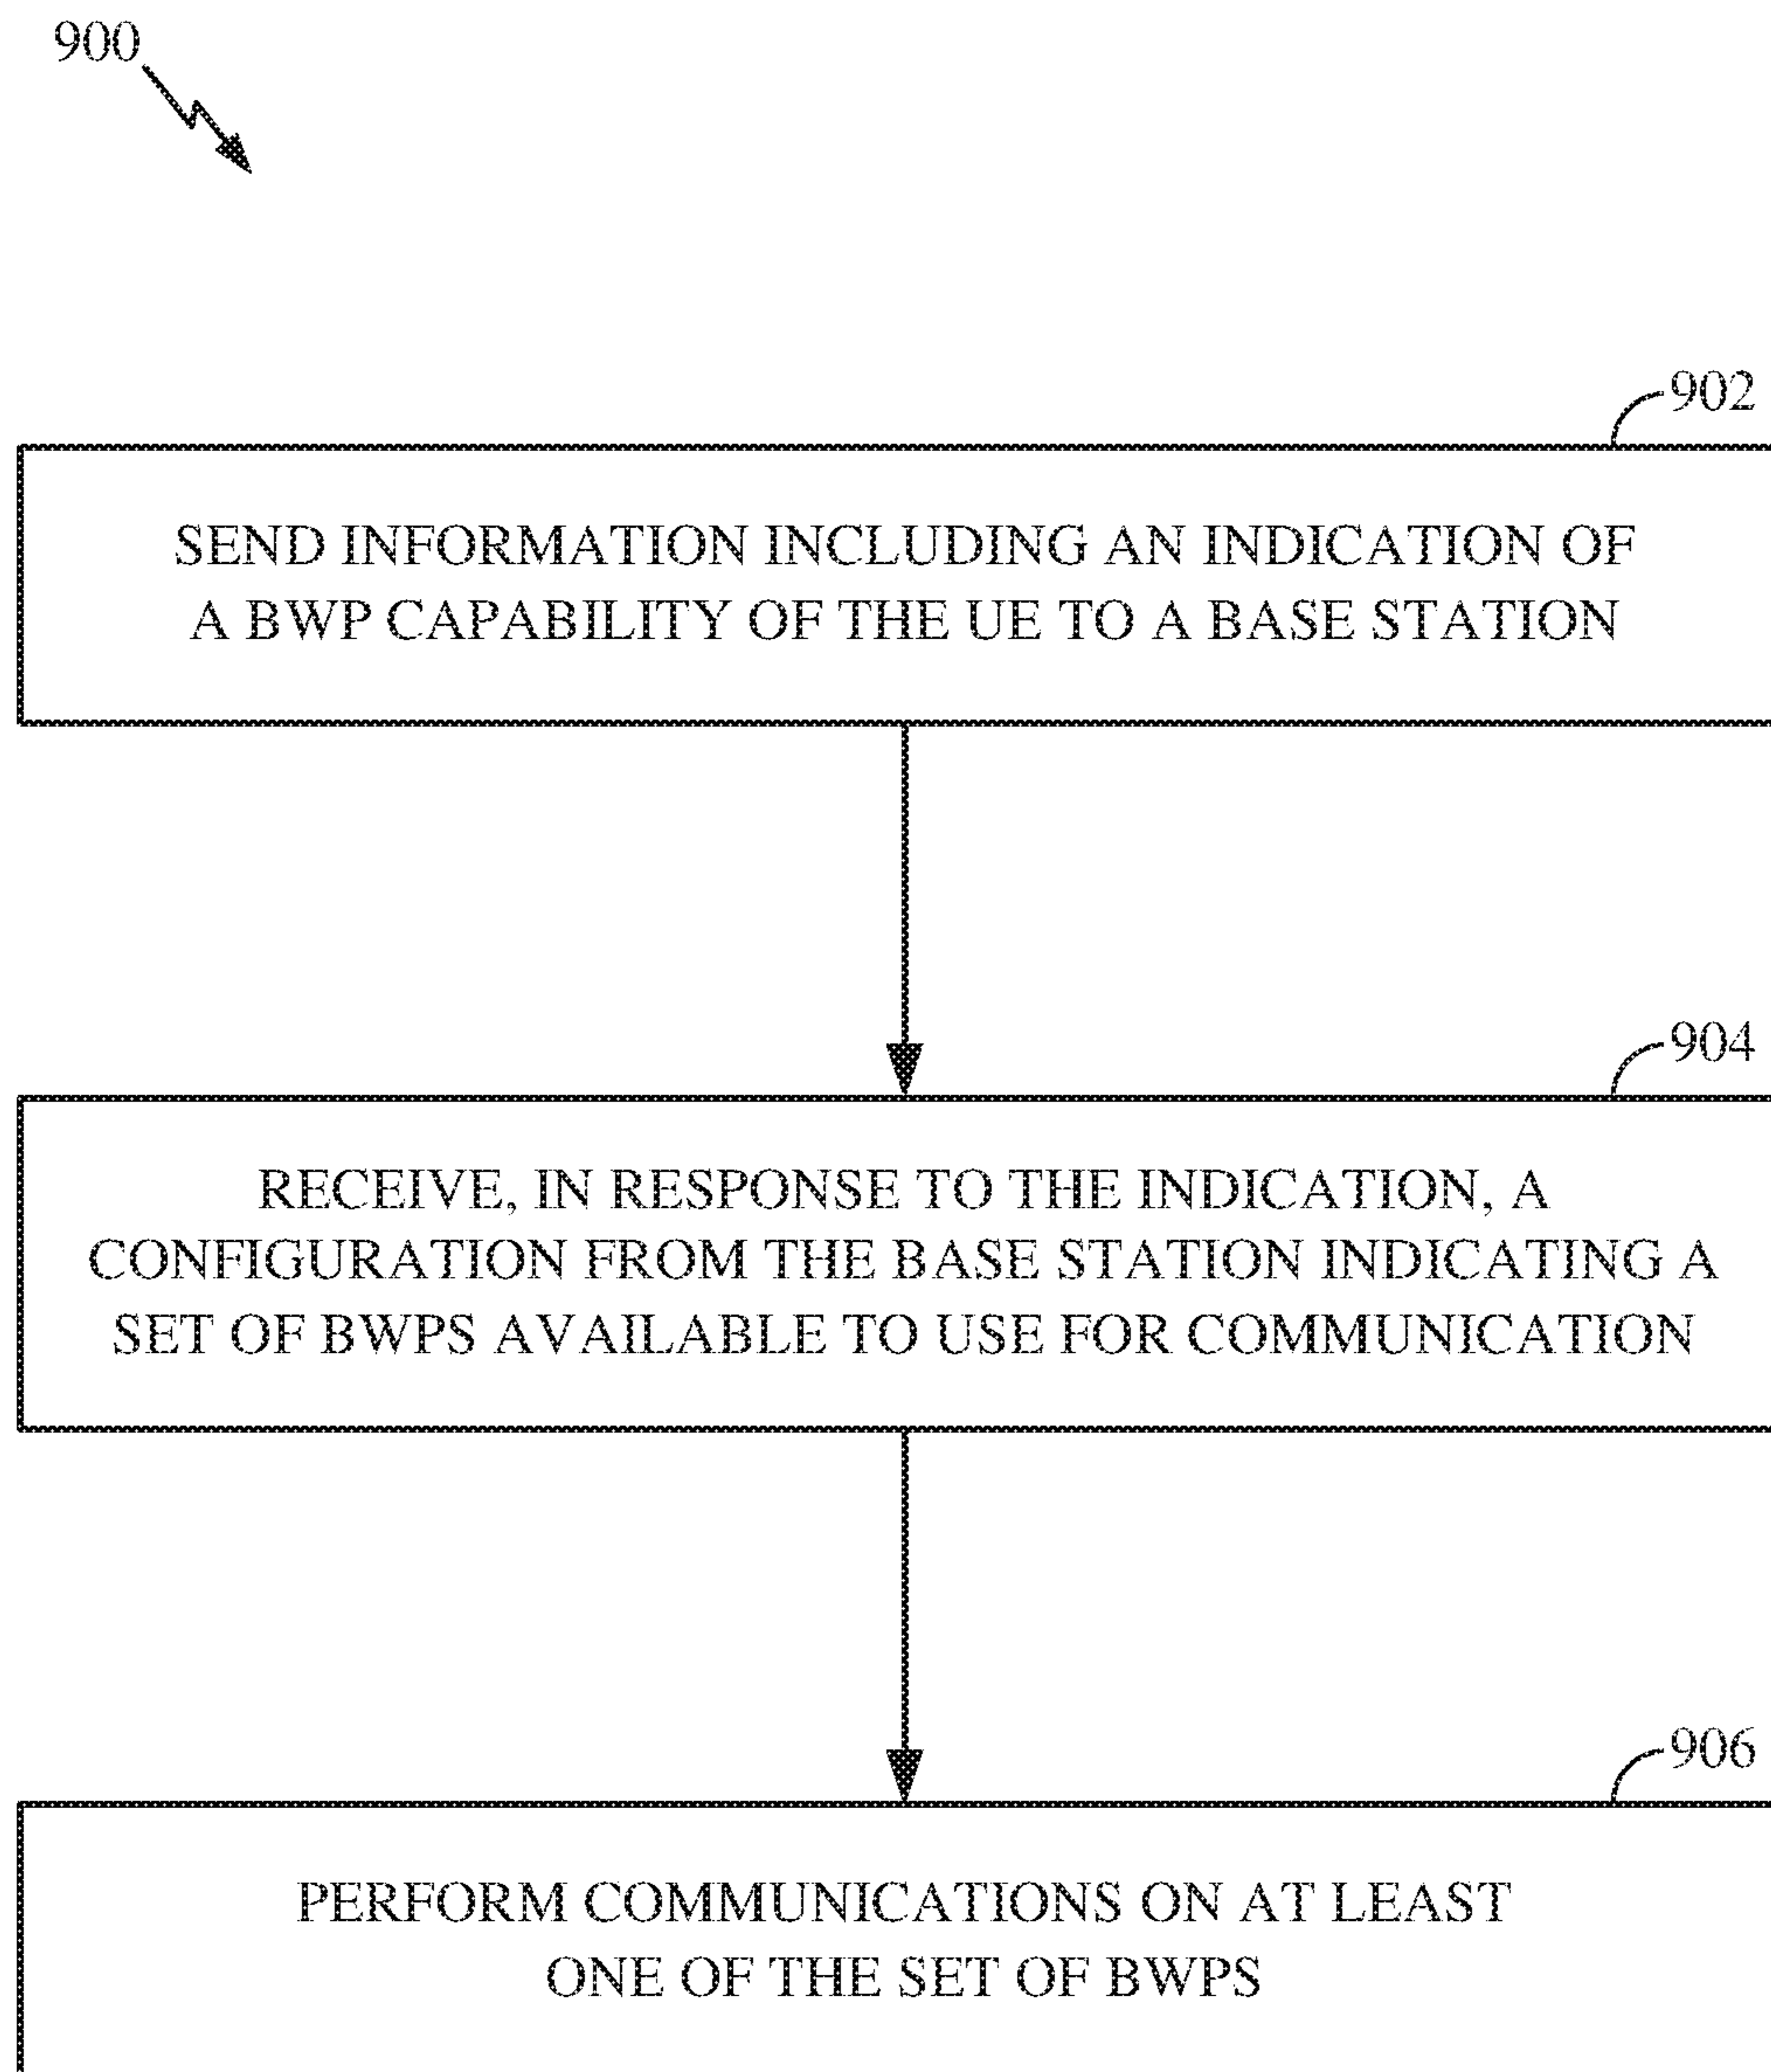 900
902
SEND INFORMATION INCLUDING AN INDICATION OF
A BWP CAPABILITY OF THE UE TO A BASE STATION
904
RECEIVE, IN RESPONSE TO THE INDICATION, A
CONFIGURATION FROM THE BASE STATION INDICATING A
SET OF BWPS AVAILABLE TO USE FOR COMMUNICATION
906
PERFORM COMMUNICATIONS ON AT LEAST
ONE OF THE SET OF BWPS